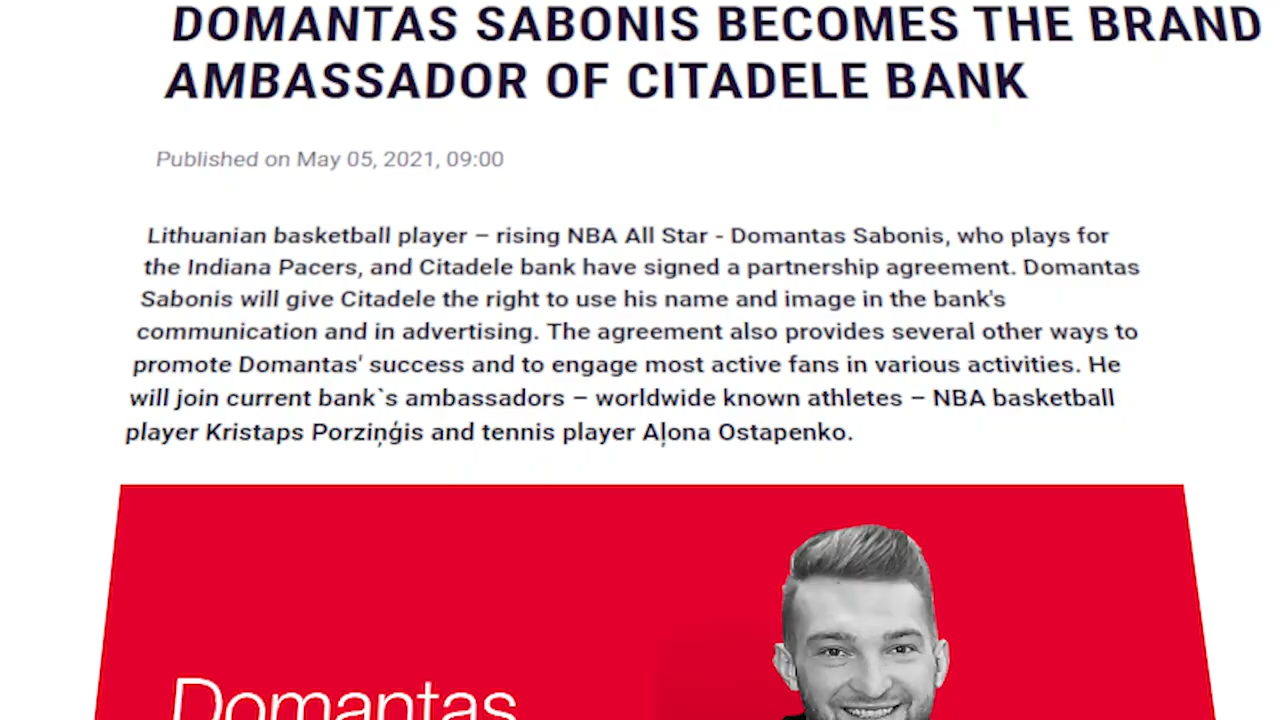 DOMANTAS SABONIS BECOMES THE BRAND
AMBASSADOR OF CITADELE BANK
Published on May 05, 2021, 09:00
Lithuanian basketball player – rising NBA All Star - Domantas Sabonis, who plays for
the Indiana Pacers, and Citadele bank have signed a partnership agreement. Domantas
Sabonis will give Citadele the right to use his name and image in the bank's
communication and in advertising. The agreement also provides several other ways to
promote Domantas' success and to engage most active fans in various activities. He
will join current bank`s ambassadors – worldwide known athletes – NBA basketball
player Kristaps Porziņģis and tennis player Aļona Ostapenko.
Domantas